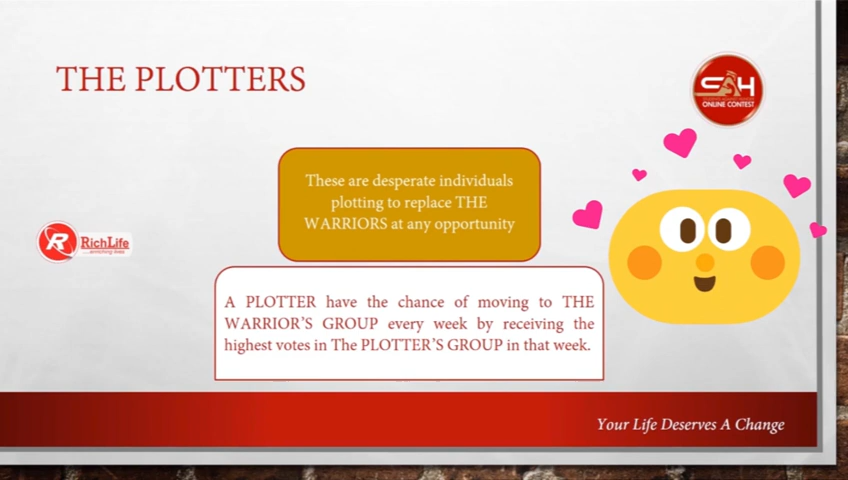 THE PLOTTERS
ONLINE CONTEST
These are desperate individuals
plotting to replace THE
WARRIORS at any opportunity
R RichLife
...enriching lives
A PLOTTER have the chance of moving to THE
WARRIOR'S GROUP every week by receiving the
highest votes in The PLOTTER'S GROUP in that week.
Your Life Deserves A Change